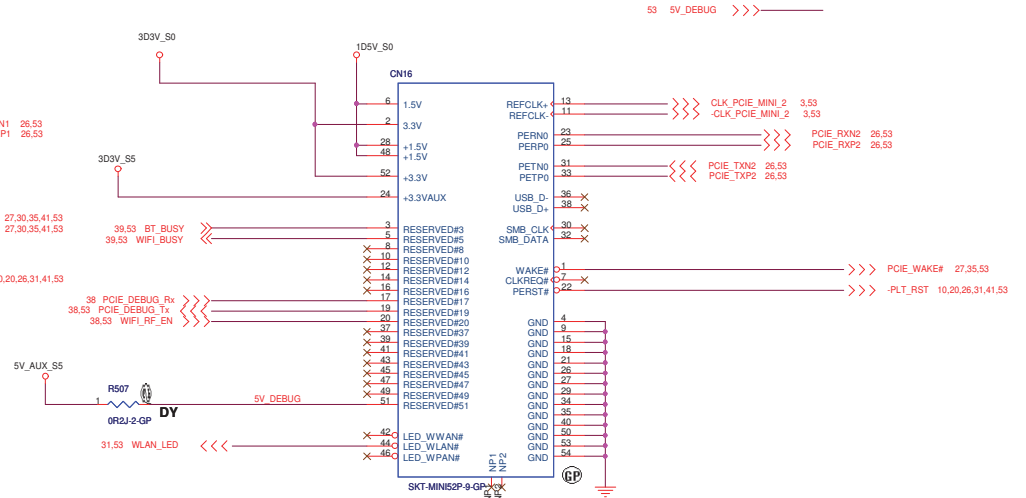 53 5V_DEBUG
3D3V_S0
1D5V_S0
CN16
6 1.5V
2 3.3V
28 +1.5V
48 +1.5V
52 +3.3V
24 +3.3VAUX
3 RESERVED#3
5 RESERVED#5
8 RESERVED#8
10 RESERVED#10
12 RESERVED#12
14 RESERVED#14
16 RESERVED#16
17 RESERVED#17
19 RESERVED#19
20 RESERVED#20
37 RESERVED#37
39 RESERVED#39
41 RESERVED#41
43 RESERVED#43
45 RESERVED#45
47 RESERVED#47
49 RESERVED#49
51 RESERVED#51
42 LED_WWAN#
44 LED_WLAN#
46 LED_WPAN#
REFCLK+ 13 CLK_PCIE_MINI_2 3,53
REFCLK- 11 -CLK_PCIE_MINI_2 3,53
PERN0 23 PCIE_RXN2 26,53
PERP0 25 PCIE_RXP2 26,53
PETN0 31 PCIE_TXN2 26,53
PETP0 33 PCIE_TXP2 26,53
USB_D- 36
USB_D+ 38
SMB_CLK 30
SMB_DATA 32
WAKE# 1 PCIE_WAKE# 27,35,53
CLKREQ# 7
PERST# 22 -PLT_RST 10,20,26,31,41,53
GND 4
GND 9
GND 15
GND 18
GND 21
GND 26
GND 27
GND 29
GND 34
GND 35
GND 40
GND 50
GND 53
GND 54
NP1
NP2
SKT-MINI52P-9-GP
GP
N1 26,53
P1 26,53
3D3V_S5
27,30,35,41,53
27,30,35,41,53
39,53 BT_BUSY
39,53 WIFI_BUSY
0,20,26,31,41,53
38 PCIE_DEBUG_Rx
38,53 PCIE_DEBUG_Tx
38,53 WIFI_RF_EN
5V_AUX_S5
R507
1
DY
0R2J-2-GP
5V_DEBUG
31,53 WLAN_LED